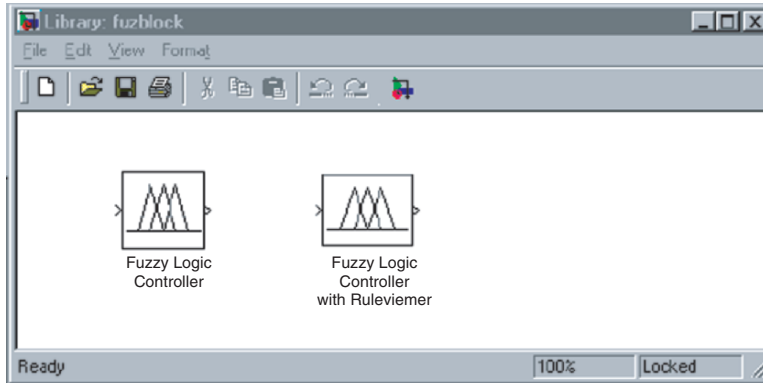 Library: fuzblock
File Edit View Format
Fuzzy Logic
Controller
Fuzzy Logic
Controller
with Ruleviemer
Ready 100% Locked